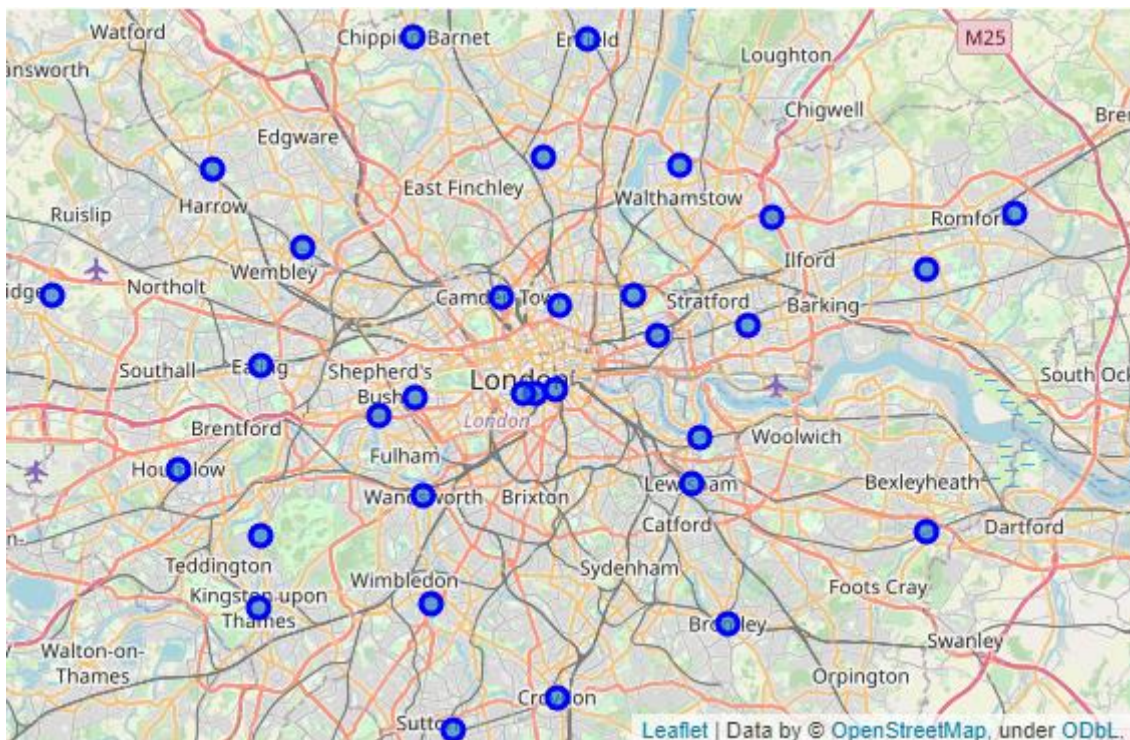 Watford
Chipping Barnet
Enfield
M25
Loughton
answorth
Chigwell
Bre
Edgware
East Finchley
Walthamstow
Ruislip
Harrow
Romford
Wembley
Ilford
Northolt
Camden Town
Stratford
Barking
idge
Southall
Ealing
Shepherd's
Bush
London
South Ock
London
Brentford
Woolwich
Fulham
Hounslow
Wandsworth
Brixton
Lewisham
Bexleyheath
Catford
Dartford
Teddington
Sydenham
Wimbledon
Foots Cray
Kingston upon
Thames
Bromley
Swanley
Walton-on-
Thames
Orpington
Croydon
Sutton
Leaflet | Data by © OpenStreetMap, under ODbL.